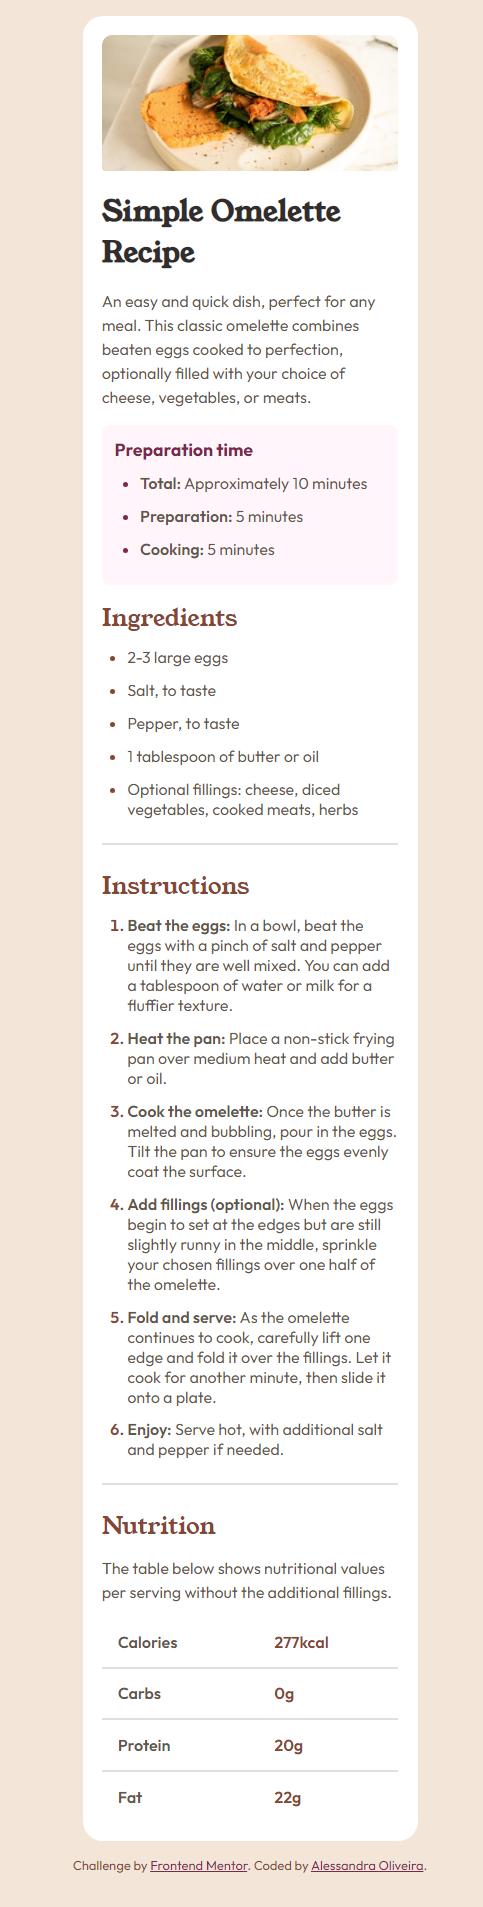 Simple Omelette
Recipe
An easy and quick dish, perfect for any
meal. This classic omelette combines
beaten eggs cooked to perfection,
optionally filled with your choice of
cheese, vegetables, or meats.
Preparation time
• Total: Approximately 10 minutes
• Preparation: 5 minutes
• Cooking: 5 minutes
Ingredients
• 2-3 large eggs
• Salt, to taste
• Pepper, to taste
• 1 tablespoon of butter or oil
• Optional fillings: cheese, diced
vegetables, cooked meats, herbs
Instructions
1. Beat the eggs: In a bowl, beat the
eggs with a pinch of salt and pepper
until they are well mixed. You can add
a tablespoon of water or milk for a
fluffier texture.
2. Heat the pan: Place a non-stick frying
pan over medium heat and add butter
or oil.
3. Cook the omelette: Once the butter is
melted and bubbling, pour in the eggs.
Tilt the pan to ensure the eggs evenly
coat the surface.
4. Add fillings (optional): When the eggs
begin to set at the edges but are still
slightly runny in the middle, sprinkle
your chosen fillings over one half of
the omelette.
5. Fold and serve: As the omelette
continues to cook, carefully lift one
edge and fold it over the fillings. Let it
cook for another minute, then slide it
onto a plate.
6. Enjoy: Serve hot, with additional salt
and pepper if needed.
Nutrition
The table below shows nutritional values
per serving without the additional fillings.
Calories 277kcal
Carbs 0g
Protein 20g
Fat 22g
Challenge by Frontend Mentor. Coded by Alessandra Oliveira.